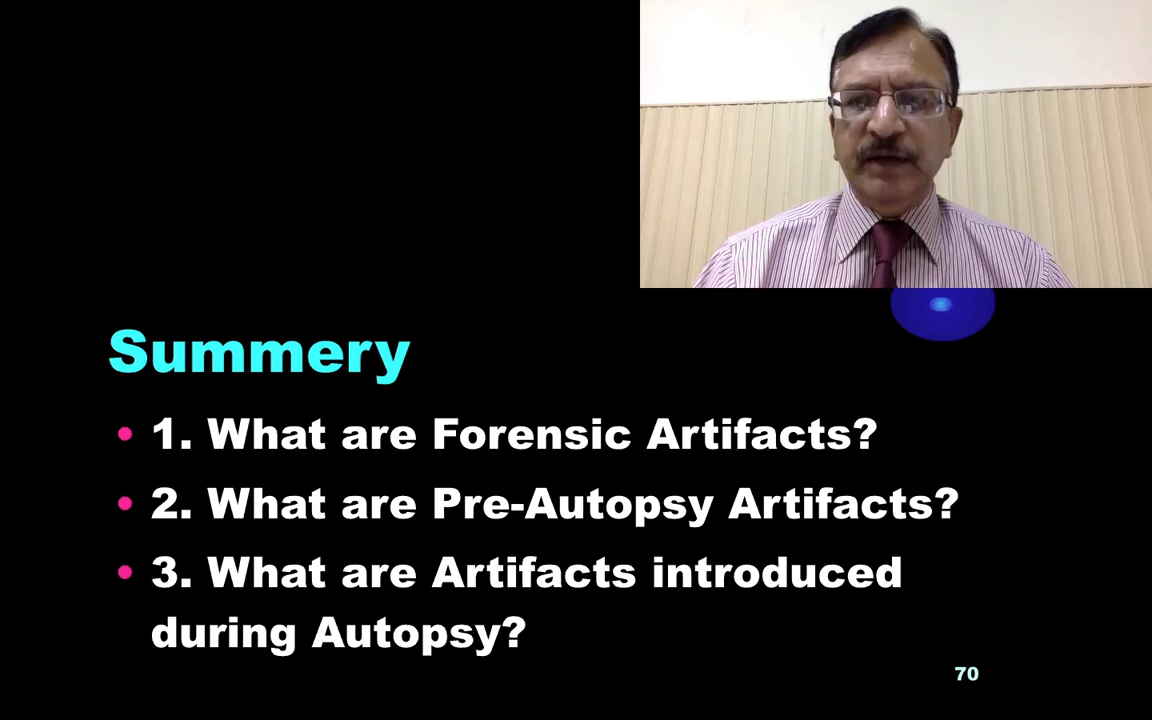 Summery
• 1. What are Forensic Artifacts?
• 2. What are Pre-Autopsy Artifacts?
• 3. What are Artifacts introduced
during Autopsy?
70